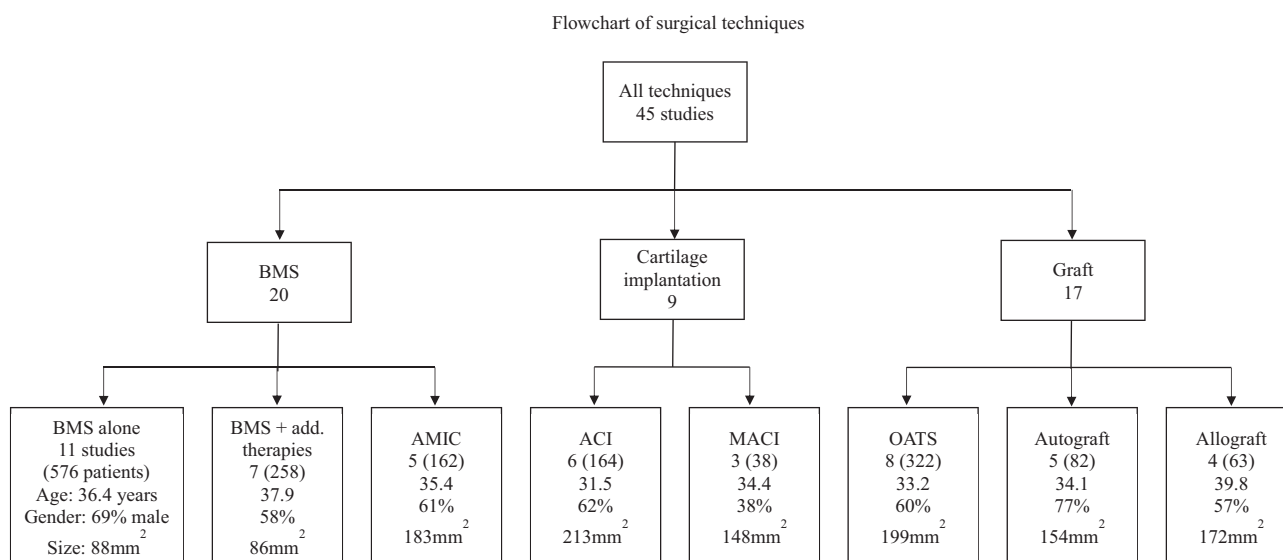 Flowchart of surgical techniques
All techniques
45 studies
BMS
20
Cartilage
implantation
9
Graft
17
BMS alone
11 studies
(576 patients)
Age: 36.4 years
Gender: 69% male
Size: 88mm²
BMS + add.
therapies
7 (258)
37.9
58%
86mm²
AMIC
5 (162)
35.4
61%
183mm²
ACI
6 (164)
31.5
62%
213mm²
MACI
3 (38)
34.4
38%
148mm²
OATS
8 (322)
33.2
60%
199mm²
Autograft
5 (82)
34.1
77%
154mm²
Allograft
4 (63)
39.8
57%
172mm²